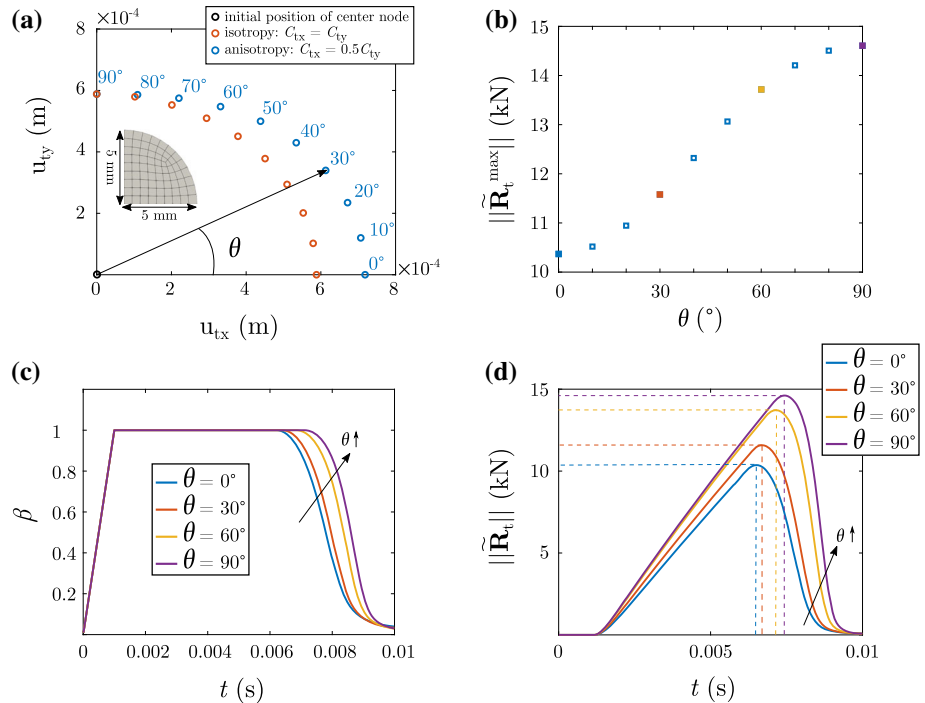 (a)
×10⁻⁴
initial position of center node
isotropy: C_tx = C_ty
anisotropy: C_tx = 0.5C_ty
8
6
4
2
0
u_ty (m)
90°
80°
70°
60°
50°
40°
30°
20°
10°
0°
5 mm
5 mm
θ
×10⁻⁴
0
2
4
6
8
u_tx (m)
(b)
15
14
13
12
11
10
||R̃_t^max|| (kN)
0
30
60
90
θ (°)
(c)
1
0.8
0.6
0.4
0.2
β
θ = 0°
θ = 30°
θ = 60°
θ = 90°
θ↑
0
0.002
0.004
0.006
0.008
0.01
t (s)
(d)
θ = 0°
θ = 30°
θ = 60°
θ = 90°
15
10
5
||R̃_t|| (kN)
θ↑
0
0.005
0.01
t (s)